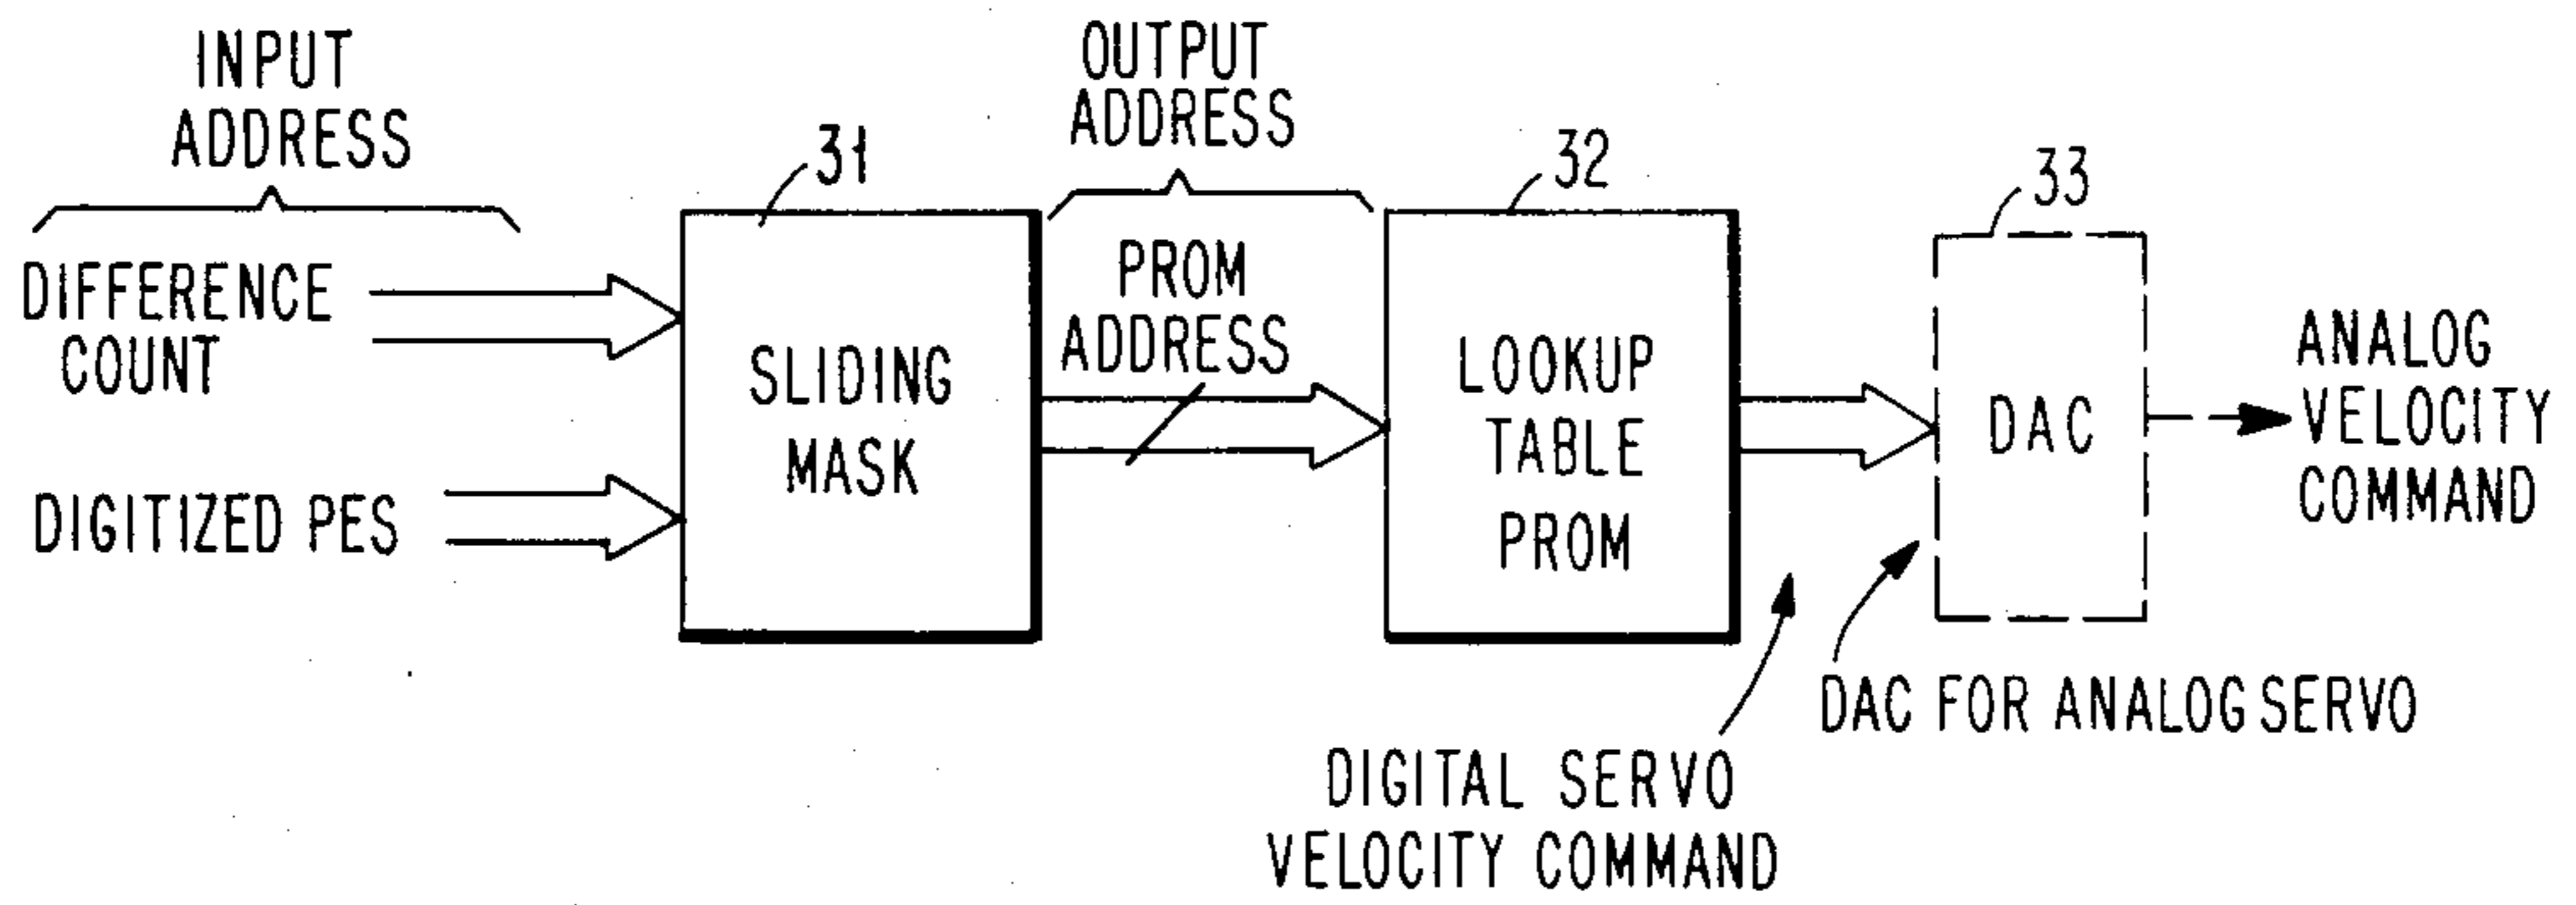 INPUT
ADDRESS
DIFFERENCE
COUNT
DIGITIZED PES
31
SLIDING
MASK
OUTPUT
ADDRESS
PROM
ADDRESS
32
LOOKUP
TABLE
PROM
33
DAC
ANALOG
VELOCITY
COMMAND
DAC FOR ANALOG SERVO
DIGITAL SERVO
VELOCITY COMMAND